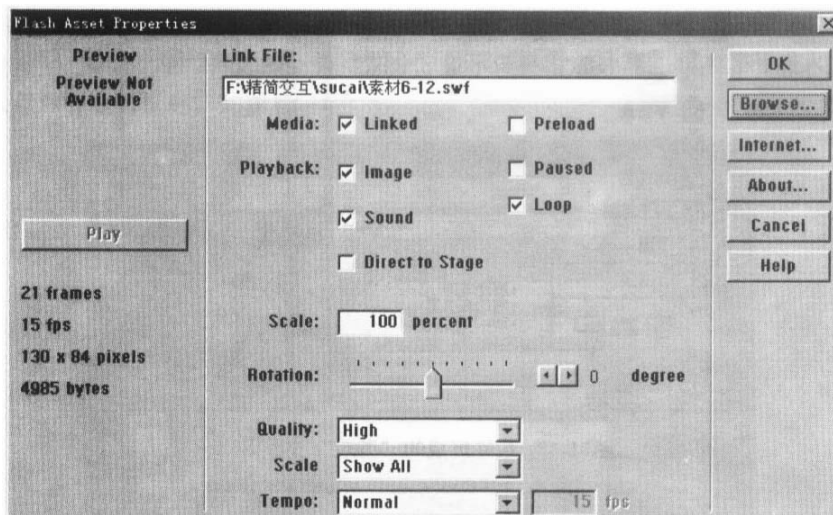 Flash Asset Properties
Preview
Preview Not
Available
Play
21 frames
15 fps
130 x 84 pixels
4985 bytes
Link File:
F:\精简交互\sucai\素材6-12.swf
Media: Linked Preload
Playback: Image Paused
Sound Loop
Direct to Stage
Scale: 100 percent
Rotation: 0 degree
Quality: High
Scale Show All
Tempo: Normal 15 fps
OK
Browse...
Internet...
About...
Cancel
Help